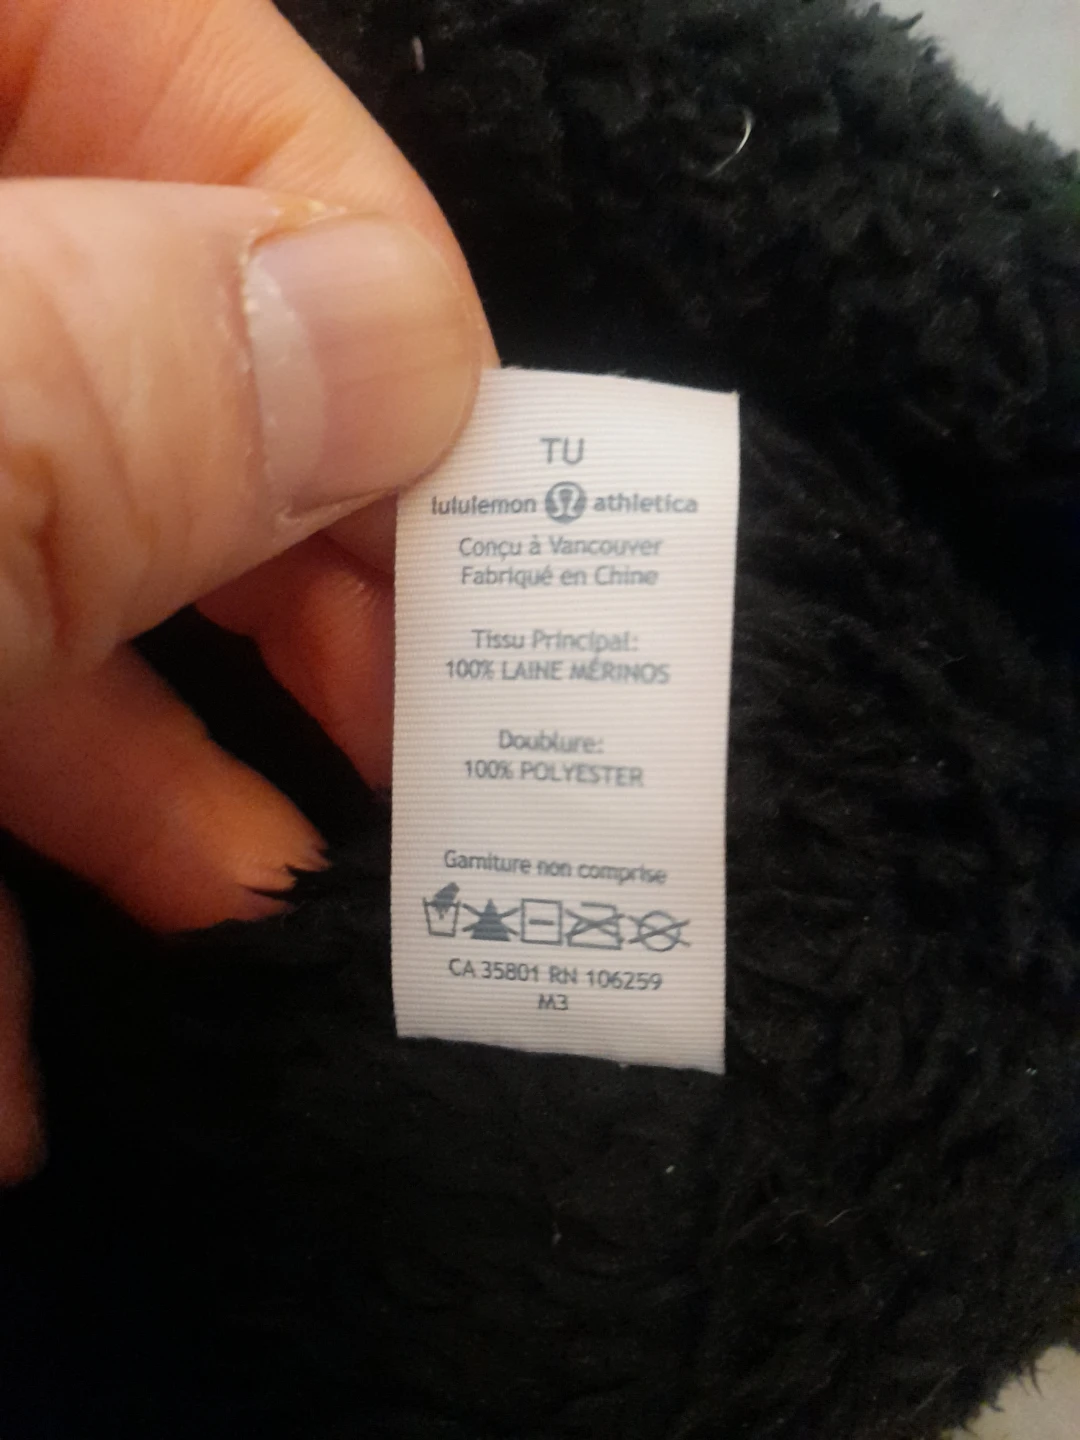 TU
lululemon athletica
Conçu à Vancouver
Fabriqué en Chine
Tissu Principal:
100% LAINE MÉRINOS
Doublure:
100% POLYESTER
Garniture non comprise
CA 35801 RN 106259
M3